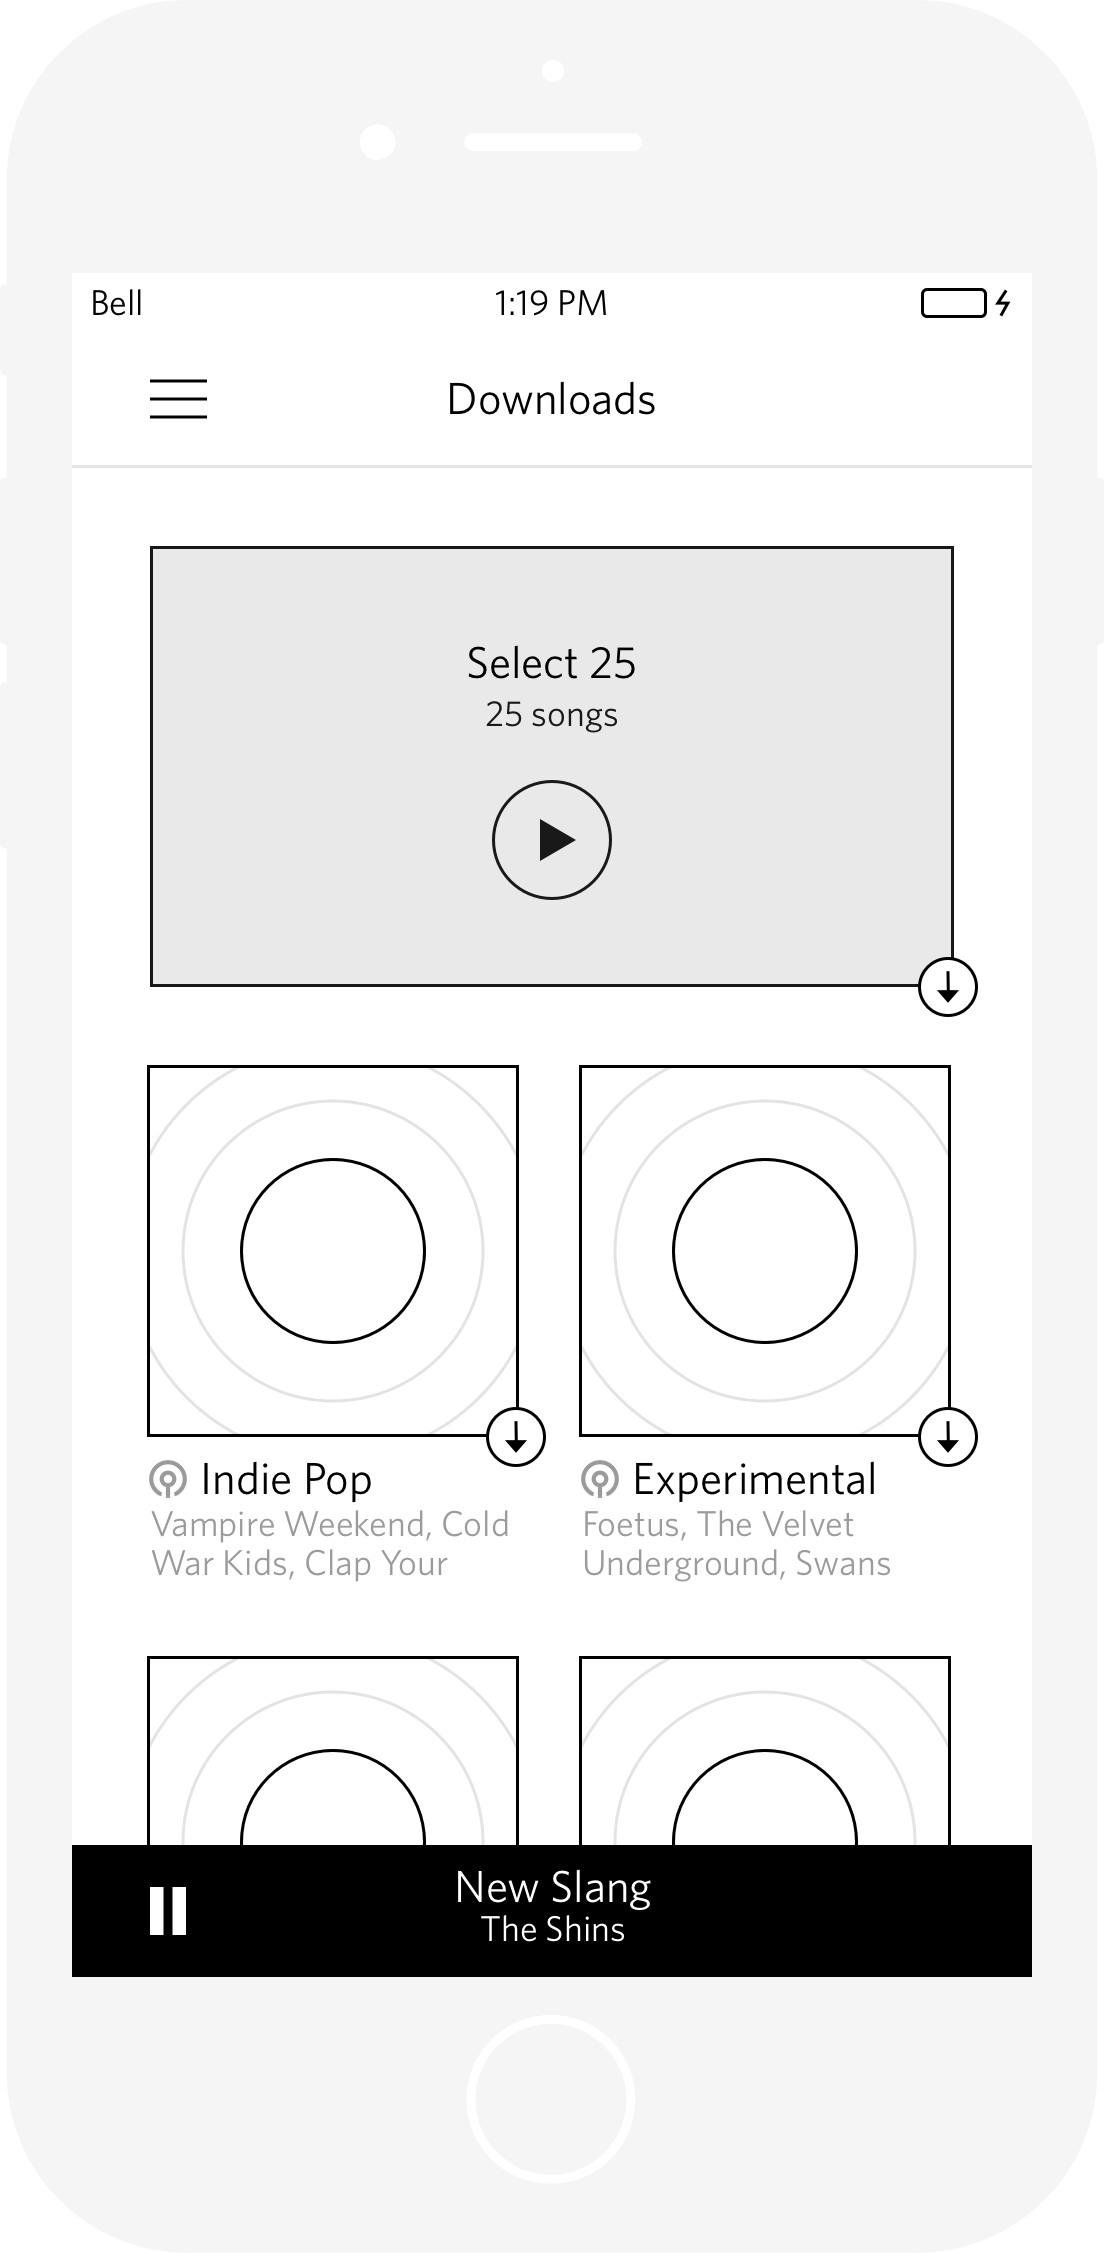 Bell
1:19 PM
Downloads
Select 25
25 songs
Indie Pop
Vampire Weekend, Cold
War Kids, Clap Your
Experimental
Foetus, The Velvet
Underground, Swans
New Slang
The Shins